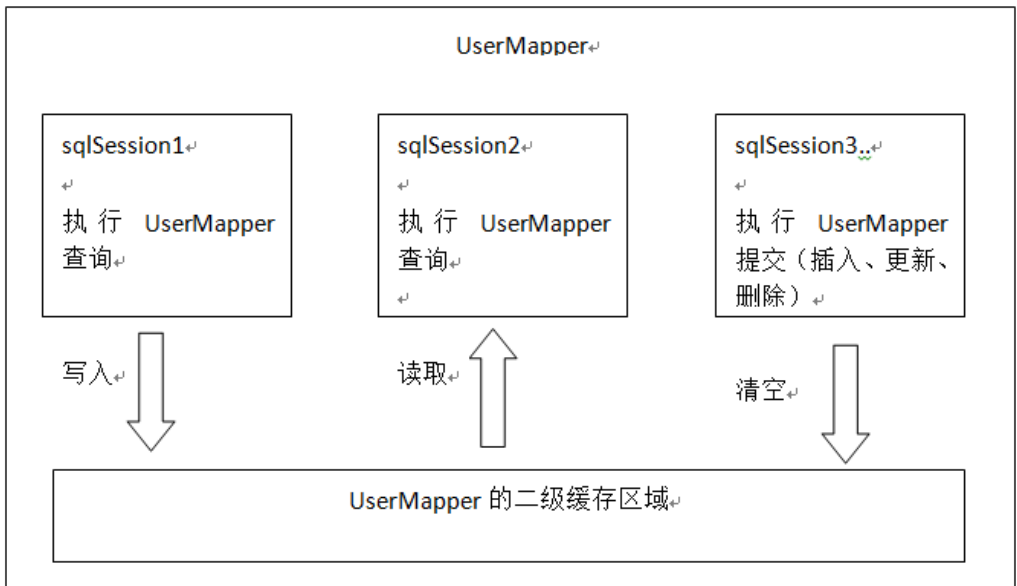 UserMapper
sqlSession1
执行 UserMapper
查询
sqlSession2
执行 UserMapper
查询
sqlSession3..
执行 UserMapper
提交（插入、更新、
删除）
写入
读取
清空
UserMapper 的二级缓存区域